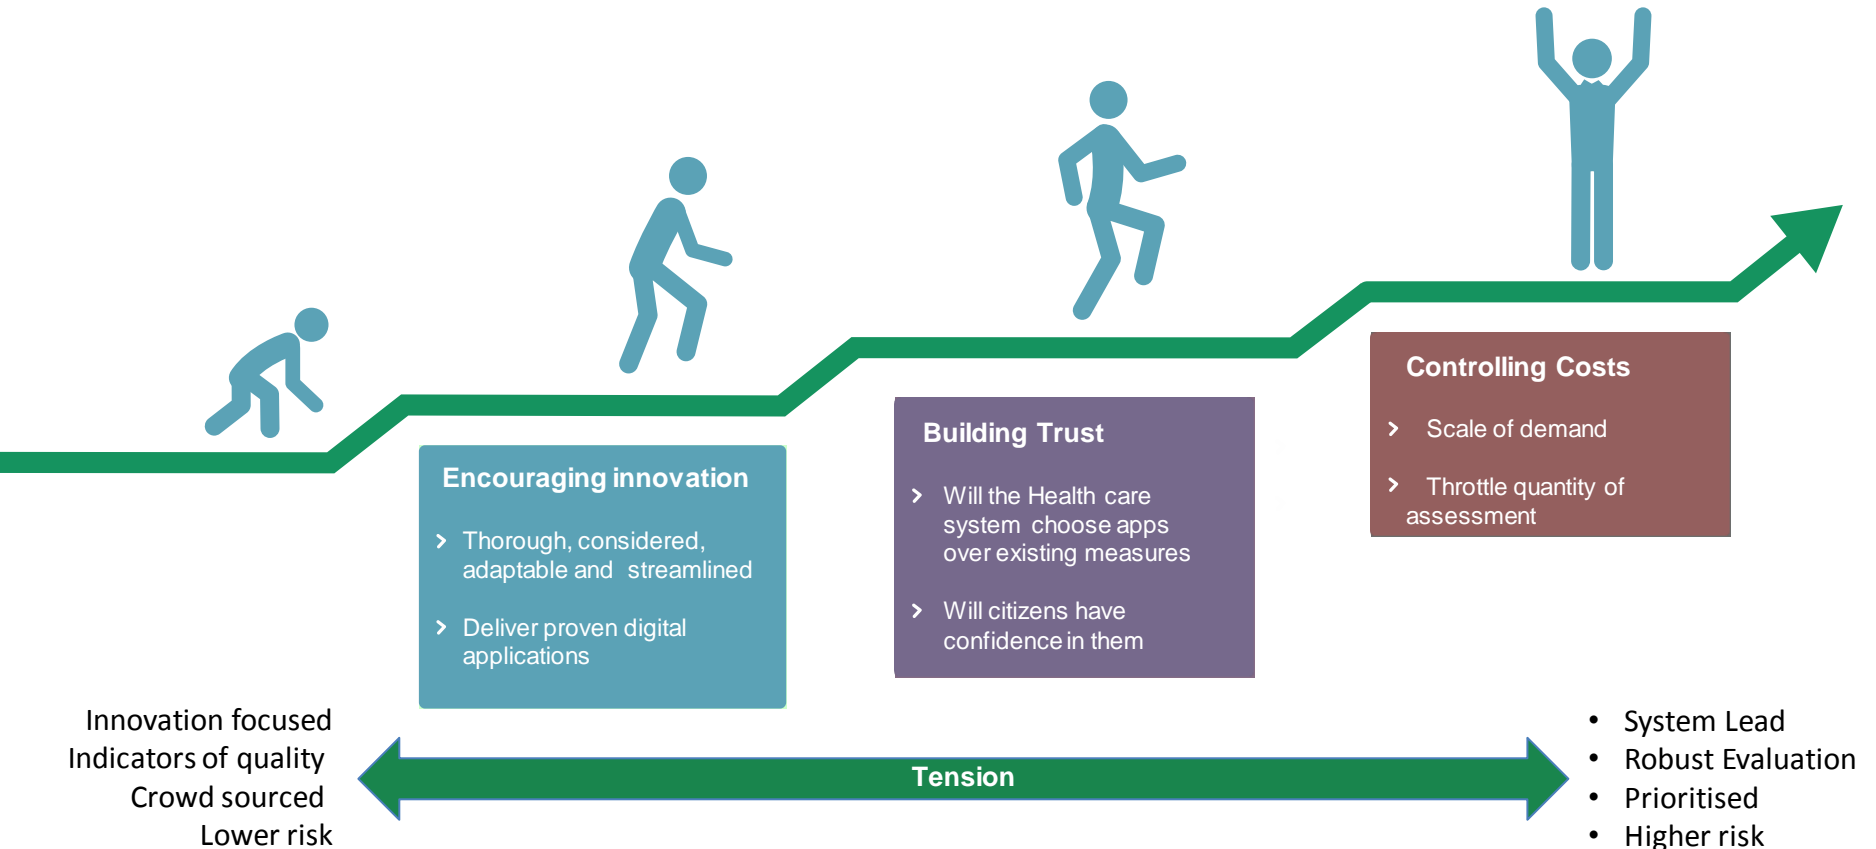 Encouraging innovation
> Thorough, considered,
adaptable and streamlined
> Deliver proven digital
applications
Building Trust
> Will the Health care
system choose apps
over existing measures
> Will citizens have
confidence in them
Controlling Costs
> Scale of demand
> Throttle quantity of
assessment
Innovation focused
Indicators of quality
Crowd sourced
Lower risk
Tension
• System Lead
• Robust Evaluation
• Prioritised
• Higher risk